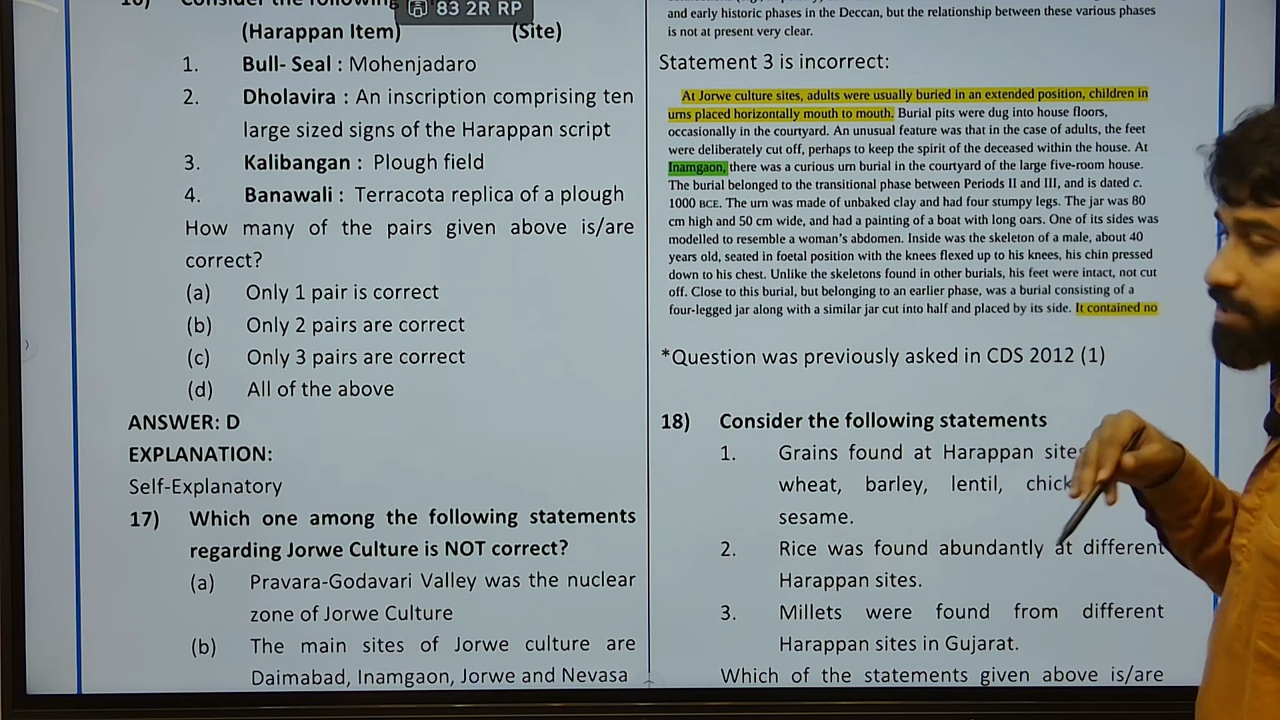 16) Consider the following
83 2R RP
(Harappan Item) (Site)
1. Bull- Seal : Mohenjadaro
2. Dholavira : An inscription comprising ten
large sized signs of the Harappan script
3. Kalibangan : Plough field
4. Banawali : Terracota replica of a plough
How many of the pairs given above is/are
correct?
(a) Only 1 pair is correct
(b) Only 2 pairs are correct
(c) Only 3 pairs are correct
(d) All of the above
ANSWER: D
EXPLANATION:
Self-Explanatory
17) Which one among the following statements
regarding Jorwe Culture is NOT correct?
(a) Pravara-Godavari Valley was the nuclear
zone of Jorwe Culture
(b) The main sites of Jorwe culture are
Daimabad, Inamgaon, Jorwe and Nevasa
and early historic phases in the Deccan, but the relationship between these various phases
is not at present very clear.
Statement 3 is incorrect:
At Jorwe culture sites, adults were usually buried in an extended position, children in
urns placed horizontally mouth to mouth. Burial pits were dug into house floors,
occasionally in the courtyard. An unusual feature was that in the case of adults, the feet
were deliberately cut off, perhaps to keep the spirit of the deceased within the house. At
Inamgaon, there was a curious urn burial in the courtyard of the large five-room house.
The burial belonged to the transitional phase between Periods II and III, and is dated c.
1000 BCE. The urn was made of unbaked clay and had four stumpy legs. The jar was 80
cm high and 50 cm wide, and had a painting of a boat with long oars. One of its sides was
modelled to resemble a woman's abdomen. Inside was the skeleton of a male, about 40
years old, seated in foetal position with the knees flexed up to his knees, his chin pressed
down to his chest. Unlike the skeletons found in other burials, his feet were intact, not cut
off. Close to this burial, but belonging to an earlier phase, was a burial consisting of a
four-legged jar along with a similar jar cut into half and placed by its side. It contained no
*Question was previously asked in CDS 2012 (1)
18) Consider the following statements
1. Grains found at Harappan sites
wheat, barley, lentil,
sesame.
2. Rice was found abundantly at different
Harappan sites.
3. Millets were found from different
Harappan sites in Gujarat.
Which of the statements given above is/are